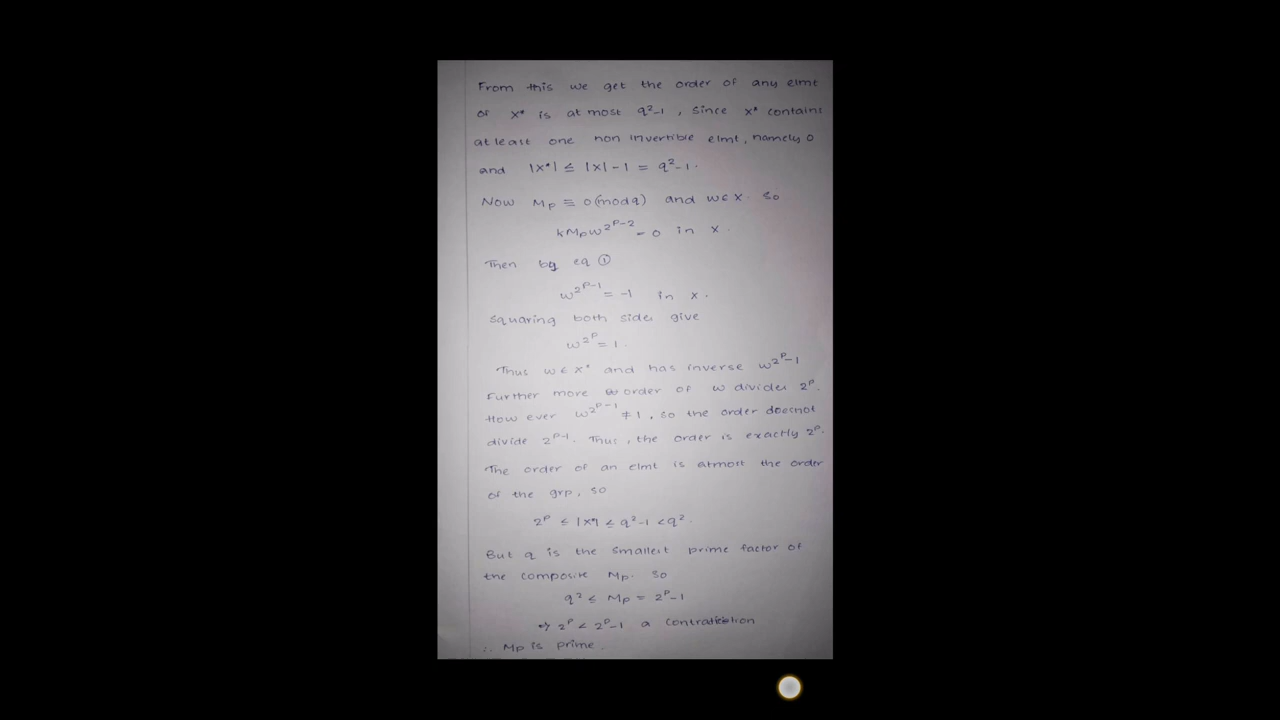 From this we get the order of any elmt
of X* is at most q²-1, since X* contains
at least one non invertible elmt, namely 0
and |X*| ≤ |X|-1 = q²-1.
Now Mp ≡ 0(mod q) and w∈X. So
kMpw^2^p-2 = 0 in X.
Then by eq ①
w^2^p-1 = -1 in X.
Squaring both sides give
w^2^p = 1.
Thus w∈X* and has inverse w^2^p-1
Further more order of w divides 2^p.
How ever w^2^p-1 ≠ 1, so the order doesnot
divide 2^p-1. Thus, the order is exactly 2^p.
The order of an elmt is atmost the order
of the grp, so
2^p ≤ |X*| ≤ q²-1 < q².
But q is the smallest prime factor of
the composite Mp. So
q² ≤ Mp = 2^p-1
⇒ 2^p < 2^p-1 a contradiction
∴ Mp is prime.